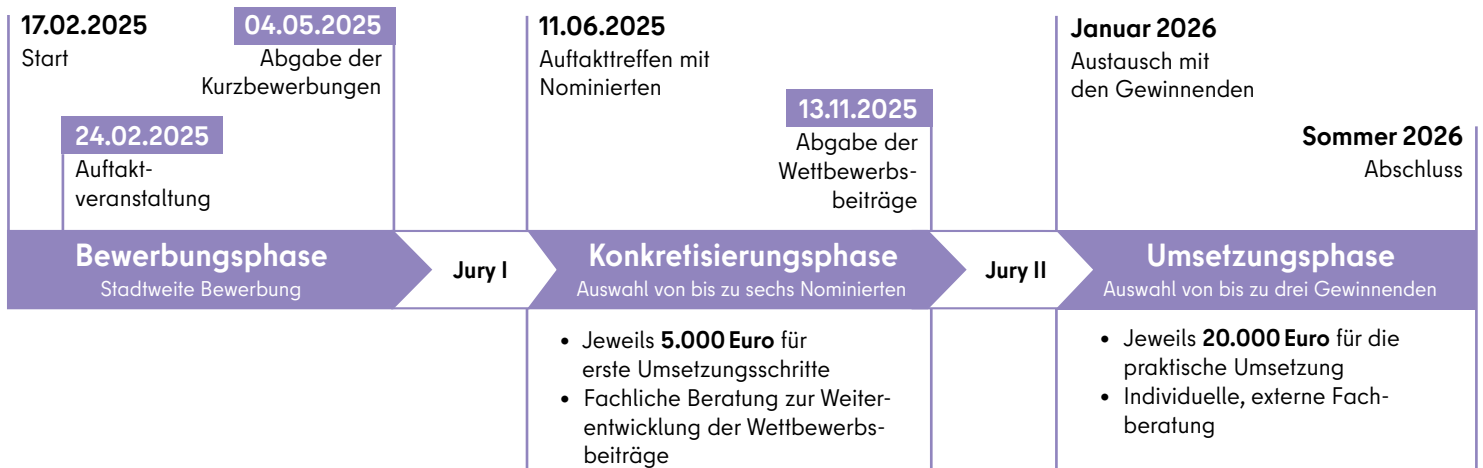 17.02.2025
Start
04.05.2025
Abgabe der
Kurzbewerbungen
24.02.2025
Auftakt-
veranstaltung
11.06.2025
Auftakttreffen mit
Nominierten
13.11.2025
Abgabe der
Wettbewerbs-
beiträge
Januar 2026
Austausch mit
den Gewinnenden
Sommer 2026
Abschluss
Bewerbungsphase
Stadtweite Bewerbung
Jury I
Konkretisierungsphase
Auswahl von bis zu sechs Nominierten
Jury II
Umsetzungsphase
Auswahl von bis zu drei Gewinnenden
• Jeweils 5.000 Euro für
erste Umsetzungsschritte
• Fachliche Beratung zur Weiter-
entwicklung der Wettbewerbs-
beiträge
• Jeweils 20.000 Euro für die
praktische Umsetzung
• Individuelle, externe Fach-
beratung